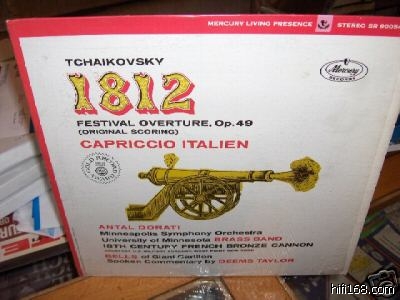 MERCURY LIVING PRESENCE
STEREO SR 90054
TCHAIKOVSKY
1812
FESTIVAL OVERTURE, Op. 49
(ORIGINAL SCORING)
CAPRICCIO ITALIEN
Mercury
ANTAL DORATI
Minneapolis Symphony Orchestra
University of Minnesota BRASS BAND
18TH CENTURY FRENCH BRONZE CANNON
BELLS of Giant Carillon
Spoken Commentary by DEEMS TAYLOR
hifi168.com